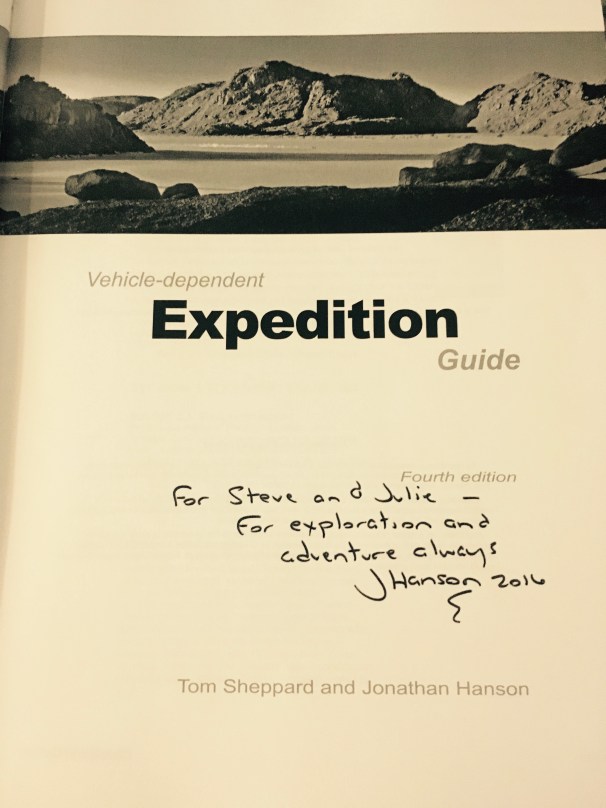 Vehicle-dependent
Expedition
Guide
Fourth edition
For Steve and Julie –
For exploration and
adventure always
JHanson 2016
Tom Sheppard and Jonathan Hanson